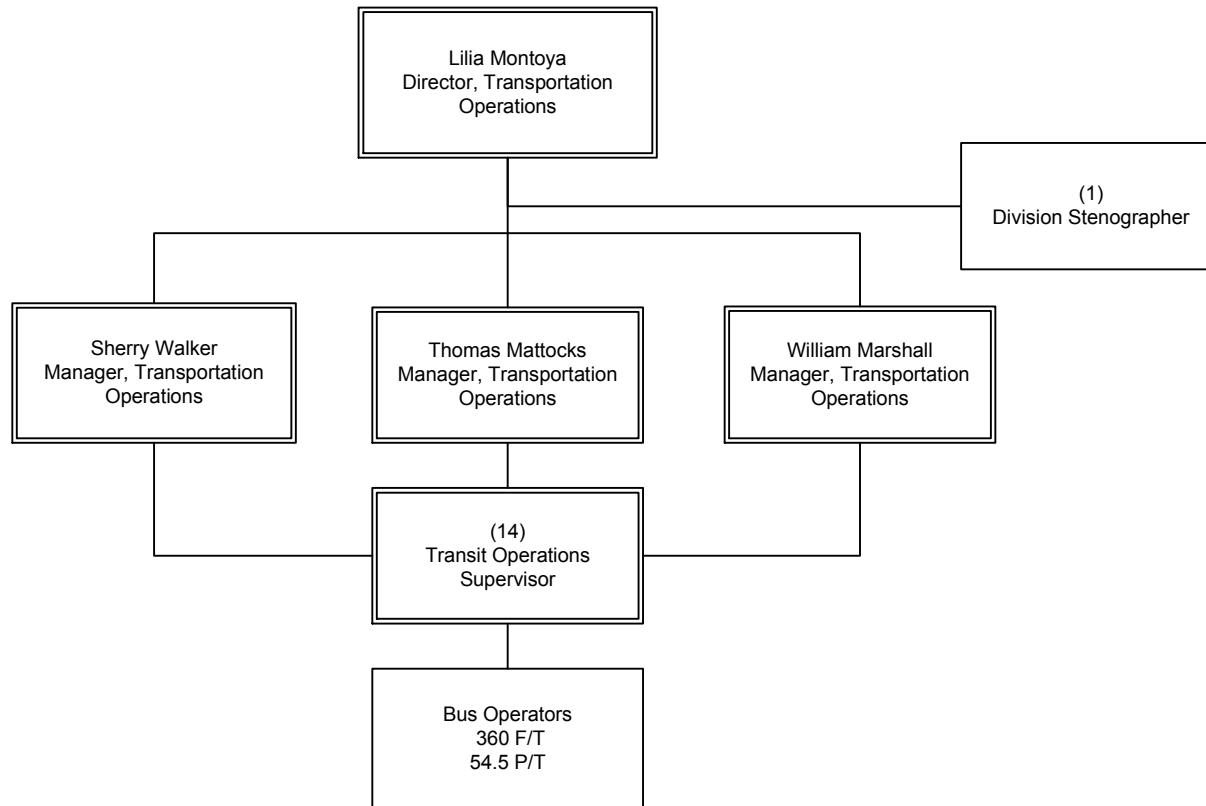 Lilia Montoya
Director, Transportation
Operations
(1)
Division Stenographer
Sherry Walker
Manager, Transportation
Operations
Thomas Mattocks
Manager, Transportation
Operations
William Marshall
Manager, Transportation
Operations
(14)
Transit Operations
Supervisor
Bus Operators
360 F/T
54.5 P/T